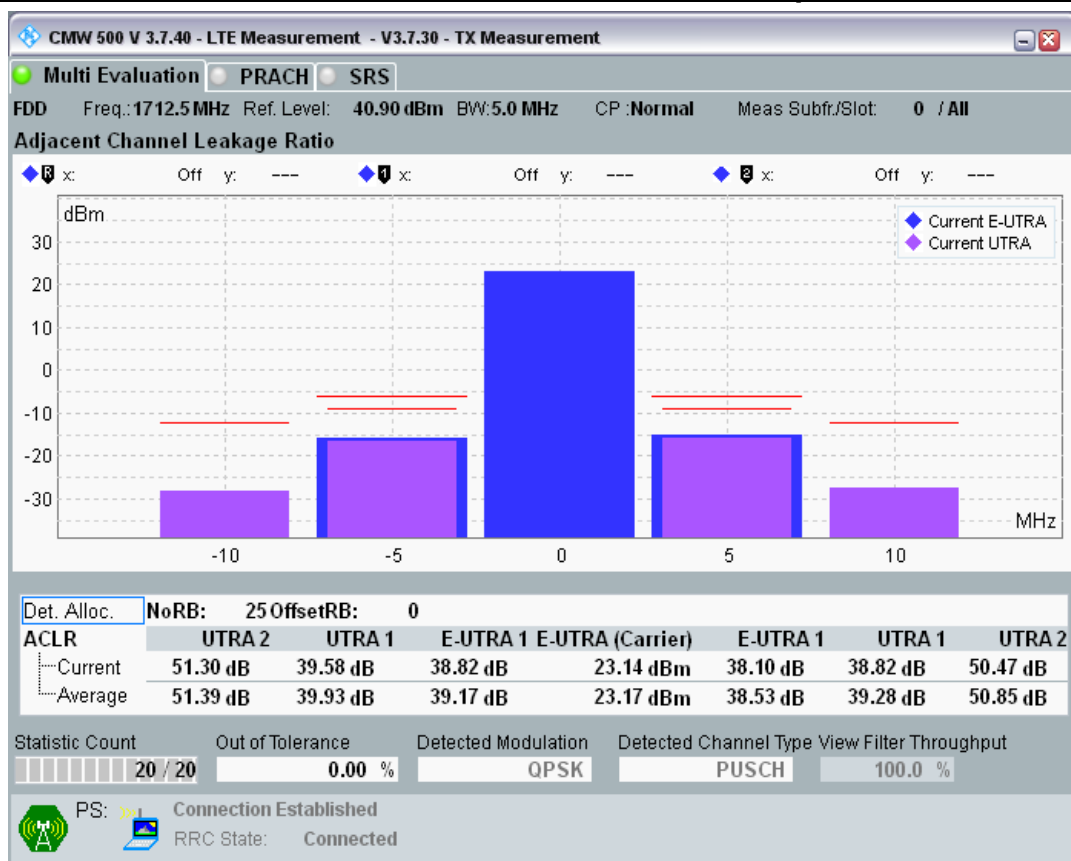 CMW 500 V 3.7.40 - LTE Measurement - V3.7.30 - TX Measurement
Multi Evaluation PRACH SRS
FDD Freq.:1712.5 MHz Ref. Level: 40.90 dBm BW:5.0 MHz CP :Normal Meas Subfr./Slot: 0 / All
Adjacent Channel Leakage Ratio
R x: Off y: --- 1 x: Off y: --- 2 x: Off y: ---
dBm
Current E-UTRA
Current UTRA
30
20
10
0
-10
-20
-30
MHz
-10 -5 0 5 10
Det. Alloc. NoRB: 25 OffsetRB: 0
ACLR UTRA 2 UTRA 1 E-UTRA 1 E-UTRA (Carrier) E-UTRA 1 UTRA 1 UTRA 2
Current 51.30 dB 39.58 dB 38.82 dB 23.14 dBm 38.10 dB 38.82 dB 50.47 dB
Average 51.39 dB 39.93 dB 39.17 dB 23.17 dBm 38.53 dB 39.28 dB 50.85 dB
Statistic Count Out of Tolerance Detected Modulation Detected Channel Type View Filter Throughput
20 / 20 0.00 % QPSK PUSCH 100.0 %
PS: Connection Established
RRC State: Connected